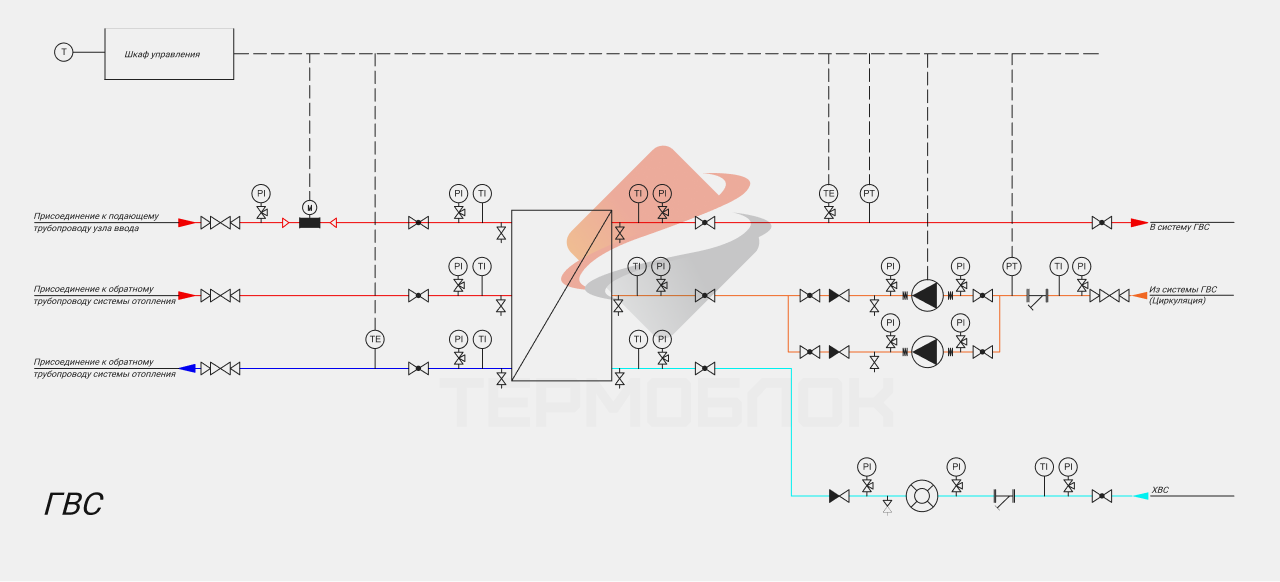 T
Шкаф управления
PI
M
PI
TI
TI
PI
TE
PT
Присоединение к подающему
трубопроводу узла ввода
В систему ГВС
PI
TI
TI
PI
PI
PI
PT
TI
PI
Присоединение к обратному
трубопроводу системы отопления
Из системы ГВС
(Циркуляция)
TE
PI
TI
TI
PI
PI
PI
Присоединение к обратному
трубопроводу системы отопления
ТЕРМОБЛОК
PI
PI
TI
PI
ХВС
ГВС